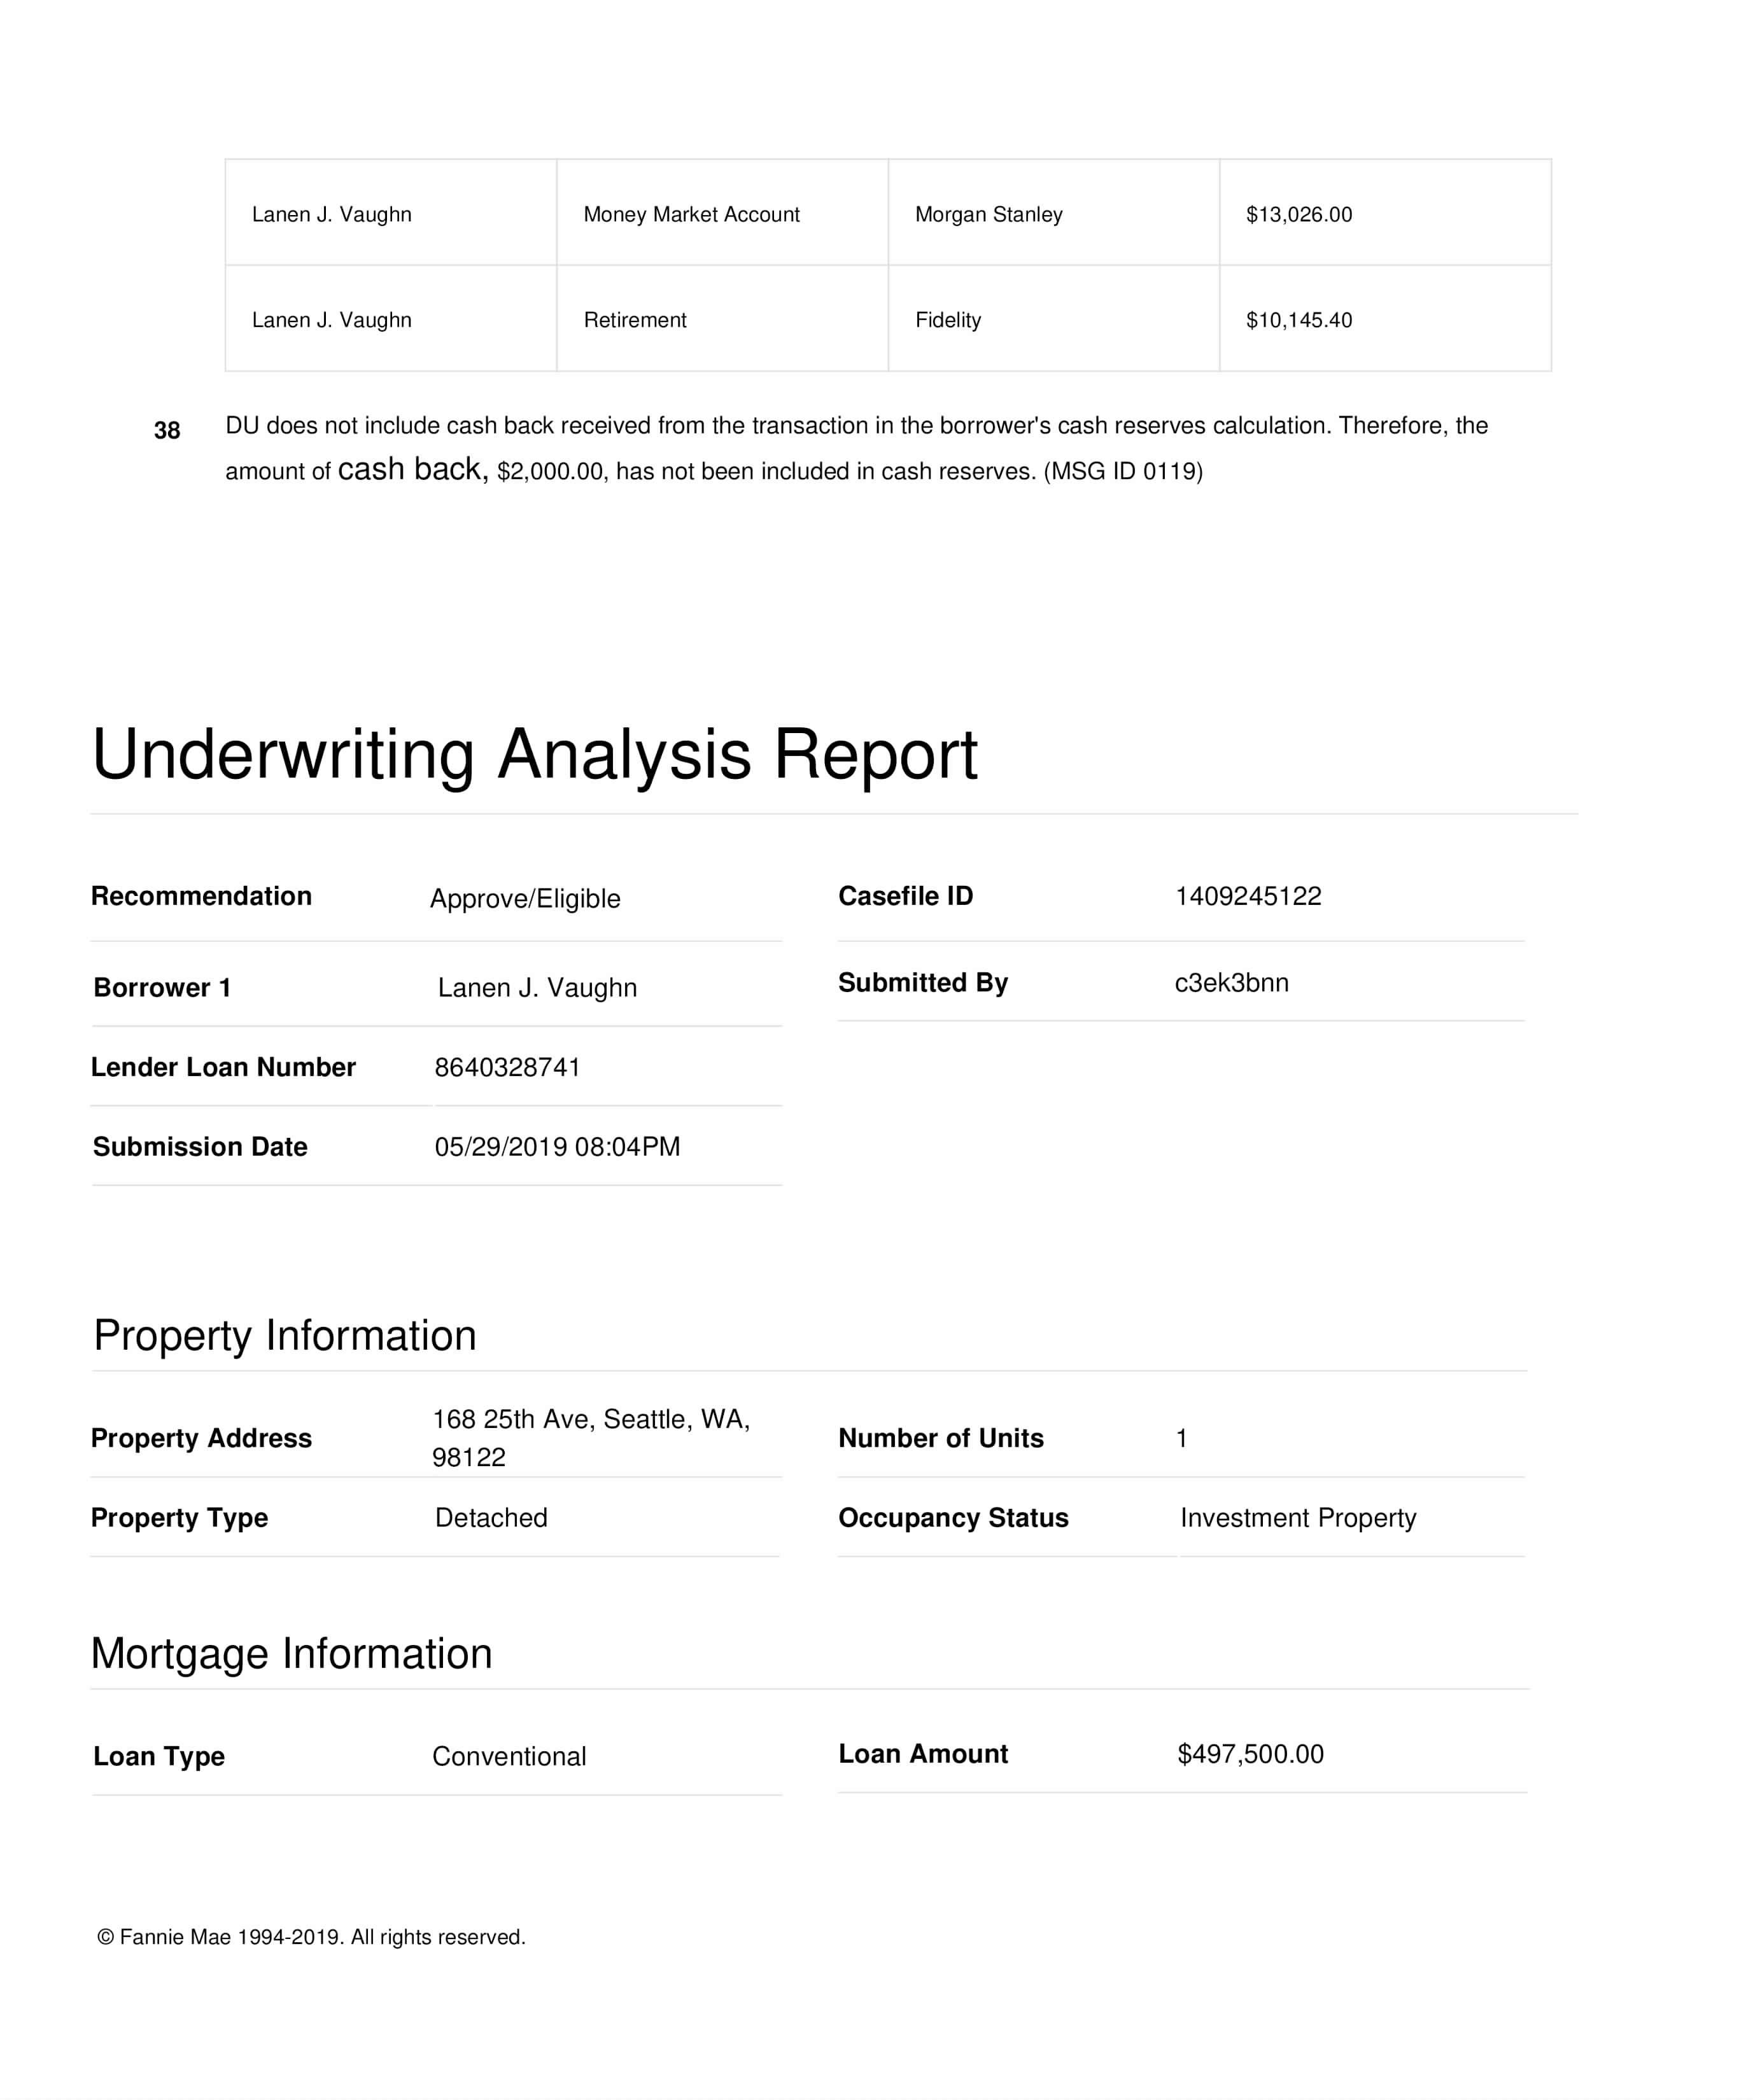 Lanen J. Vaughn Money Market Account Morgan Stanley $13,026.00
Lanen J. Vaughn Retirement Fidelity $10,145.40
38 DU does not include cash back received from the transaction in the borrower's cash reserves calculation. Therefore, the
amount of cash back, $2,000.00, has not been included in cash reserves. (MSG ID 0119)
Underwriting Analysis Report
Recommendation Approve/Eligible Casefile ID 1409245122
Borrower 1 Lanen J. Vaughn Submitted By c3ek3bnn
Lender Loan Number 8640328741
Submission Date 05/29/2019 08:04PM
Property Information
Property Address 168 25th Ave, Seattle, WA,
98122 Number of Units 1
Property Type Detached Occupancy Status Investment Property
Mortgage Information
Loan Type Conventional Loan Amount $497,500.00
© Fannie Mae 1994-2019. All rights reserved.